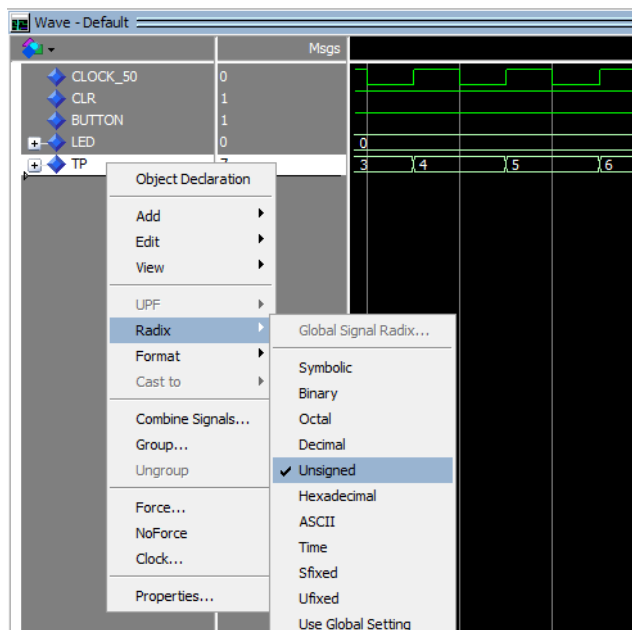 Wave - Default
Msgs
CLOCK_50 0
CLR 1
BUTTON 1
LED 0 0
TP 7 3 4 5 6
Object Declaration
Add
Edit
View
UPF
Radix
Format
Cast to
Combine Signals...
Group...
Ungroup
Force...
NoForce
Clock...
Properties...
Global Signal Radix...
Symbolic
Binary
Octal
Decimal
Unsigned
Hexadecimal
ASCII
Time
Sfixed
Ufixed
Use Global Setting